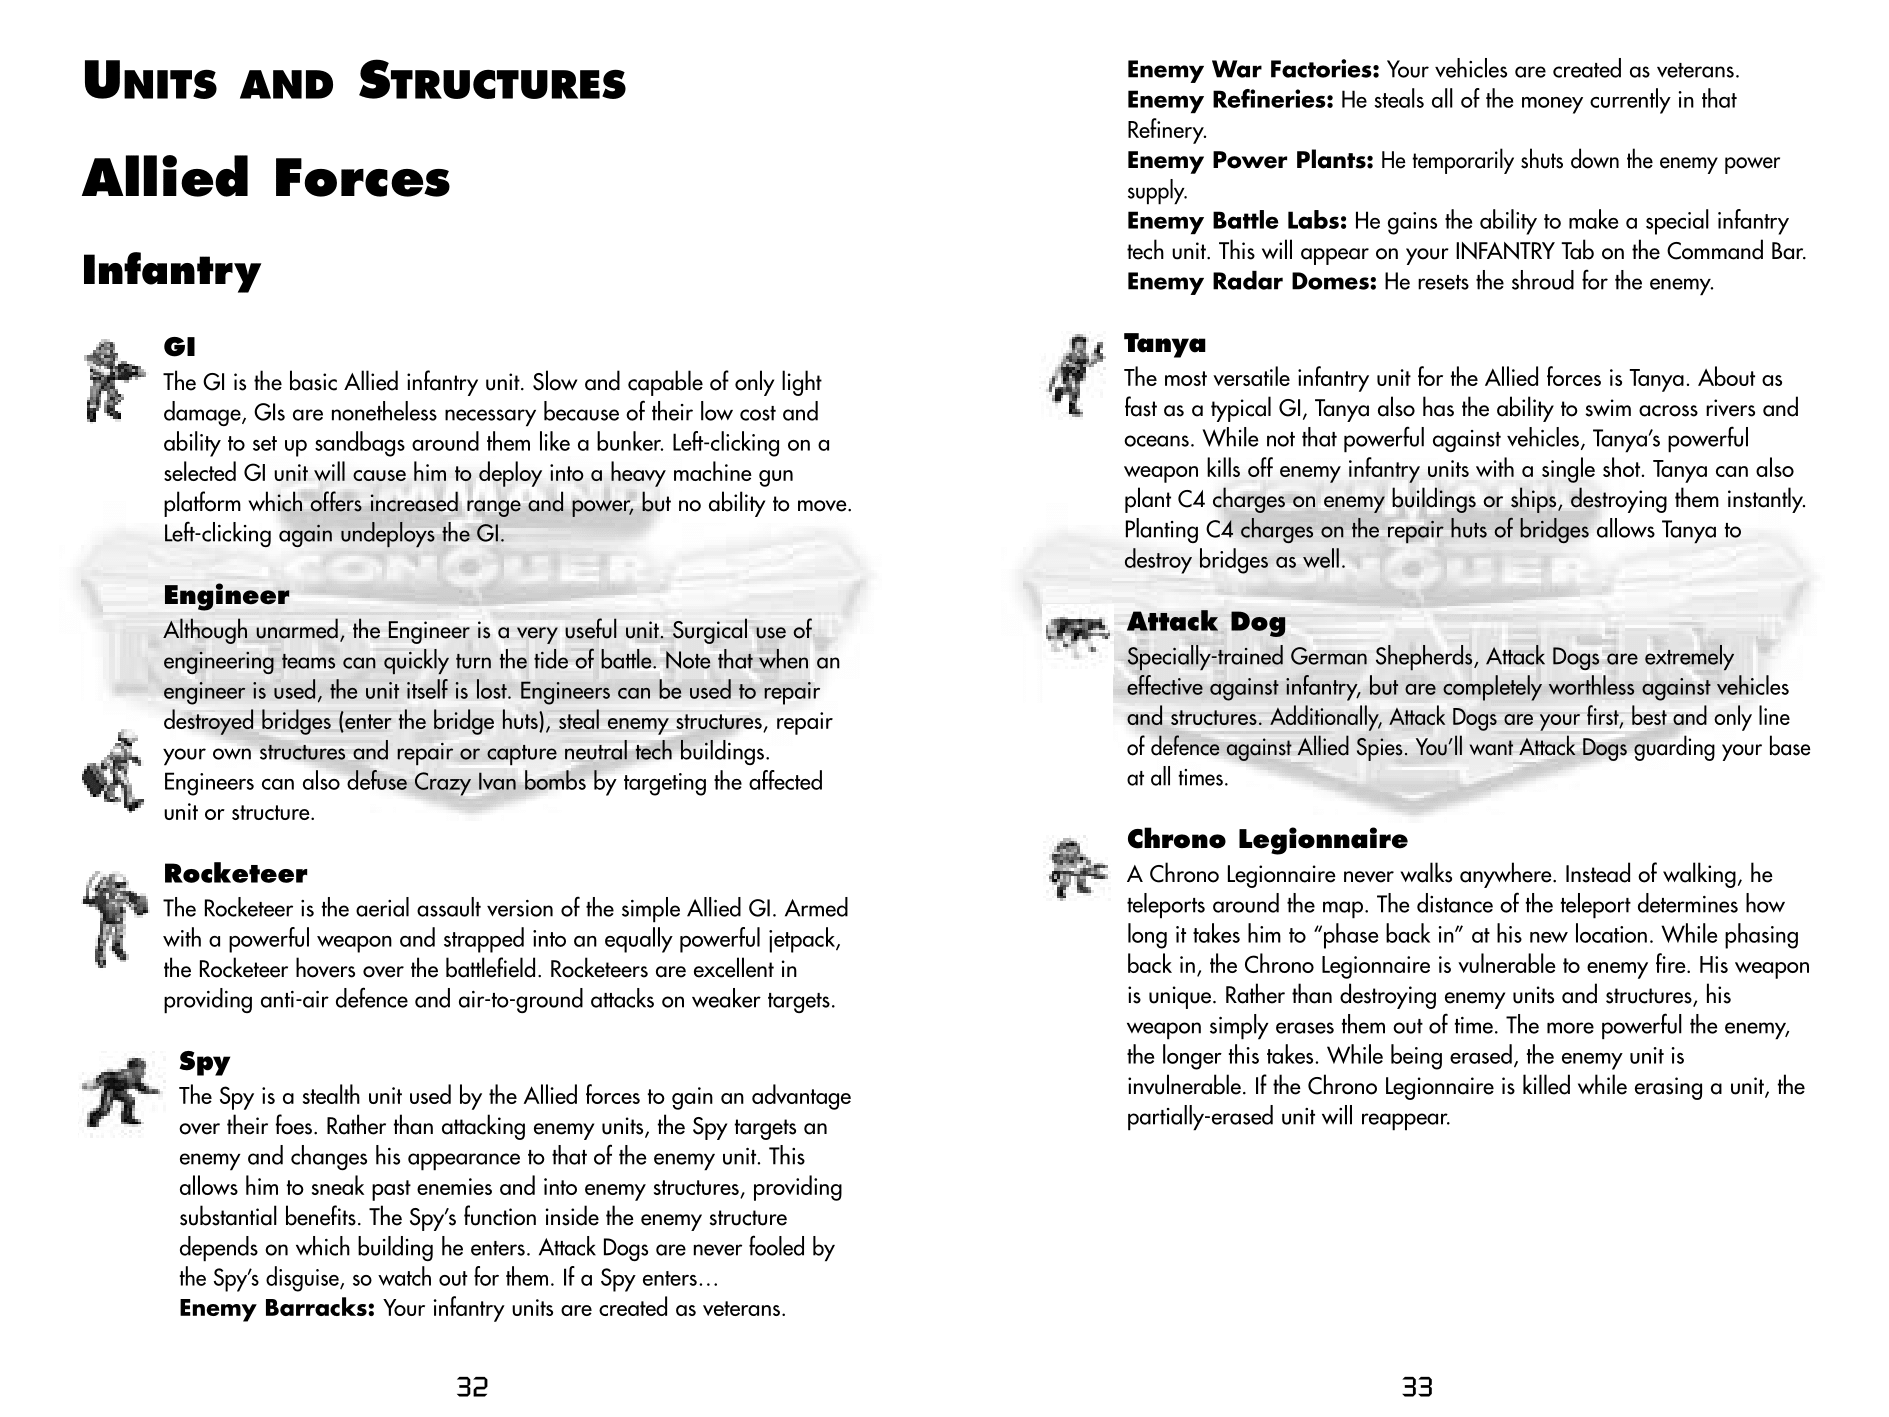 UNITS AND STRUCTURES
Allied Forces
Infantry
GI
The GI is the basic Allied infantry unit. Slow and capable of only light
damage, GIs are nonetheless necessary because of their low cost and
ability to set up sandbags around them like a bunker. Left-clicking on a
selected GI unit will cause him to deploy into a heavy machine gun
platform which offers increased range and power, but no ability to move.
Left-clicking again undeploys the GI.
Engineer
Although unarmed, the Engineer is a very useful unit. Surgical use of
engineering teams can quickly turn the tide of battle. Note that when an
engineer is used, the unit itself is lost. Engineers can be used to repair
destroyed bridges (enter the bridge huts), steal enemy structures, repair
your own structures and repair or capture neutral tech buildings.
Engineers can also defuse Crazy Ivan bombs by targeting the affected
unit or structure.
Rocketeer
The Rocketeer is the aerial assault version of the simple Allied GI. Armed
with a powerful weapon and strapped into an equally powerful jetpack,
the Rocketeer hovers over the battlefield. Rocketeers are excellent in
providing anti-air defence and air-to-ground attacks on weaker targets.
Spy
The Spy is a stealth unit used by the Allied forces to gain an advantage
over their foes. Rather than attacking enemy units, the Spy targets an
enemy and changes his appearance to that of the enemy unit. This
allows him to sneak past enemies and into enemy structures, providing
substantial benefits. The Spy’s function inside the enemy structure
depends on which building he enters. Attack Dogs are never fooled by
the Spy’s disguise, so watch out for them. If a Spy enters…
Enemy Barracks: Your infantry units are created as veterans.
32
COMMAND
CONQUER
RED ALERT
2
Enemy War Factories: Your vehicles are created as veterans.
Enemy Refineries: He steals all of the money currently in that
Refinery.
Enemy Power Plants: He temporarily shuts down the enemy power
supply.
Enemy Battle Labs: He gains the ability to make a special infantry
tech unit. This will appear on your INFANTRY Tab on the Command Bar.
Enemy Radar Domes: He resets the shroud for the enemy.
Tanya
The most versatile infantry unit for the Allied forces is Tanya. About as
fast as a typical GI, Tanya also has the ability to swim across rivers and
oceans. While not that powerful against vehicles, Tanya’s powerful
weapon kills off enemy infantry units with a single shot. Tanya can also
plant C4 charges on enemy buildings or ships, destroying them instantly.
Planting C4 charges on the repair huts of bridges allows Tanya to
destroy bridges as well.
Attack Dog
Specially-trained German Shepherds, Attack Dogs are extremely
effective against infantry, but are completely worthless against vehicles
and structures. Additionally, Attack Dogs are your first, best and only line
of defence against Allied Spies. You’ll want Attack Dogs guarding your base
at all times.
Chrono Legionnaire
A Chrono Legionnaire never walks anywhere. Instead of walking, he
teleports around the map. The distance of the teleport determines how
long it takes him to “phase back in” at his new location. While phasing
back in, the Chrono Legionnaire is vulnerable to enemy fire. His weapon
is unique. Rather than destroying enemy units and structures, his
weapon simply erases them out of time. The more powerful the enemy,
the longer this takes. While being erased, the enemy unit is
invulnerable. If the Chrono Legionnaire is killed while erasing a unit, the
partially-erased unit will reappear.
33
COMMAND
CONQUER
RED ALERT
2